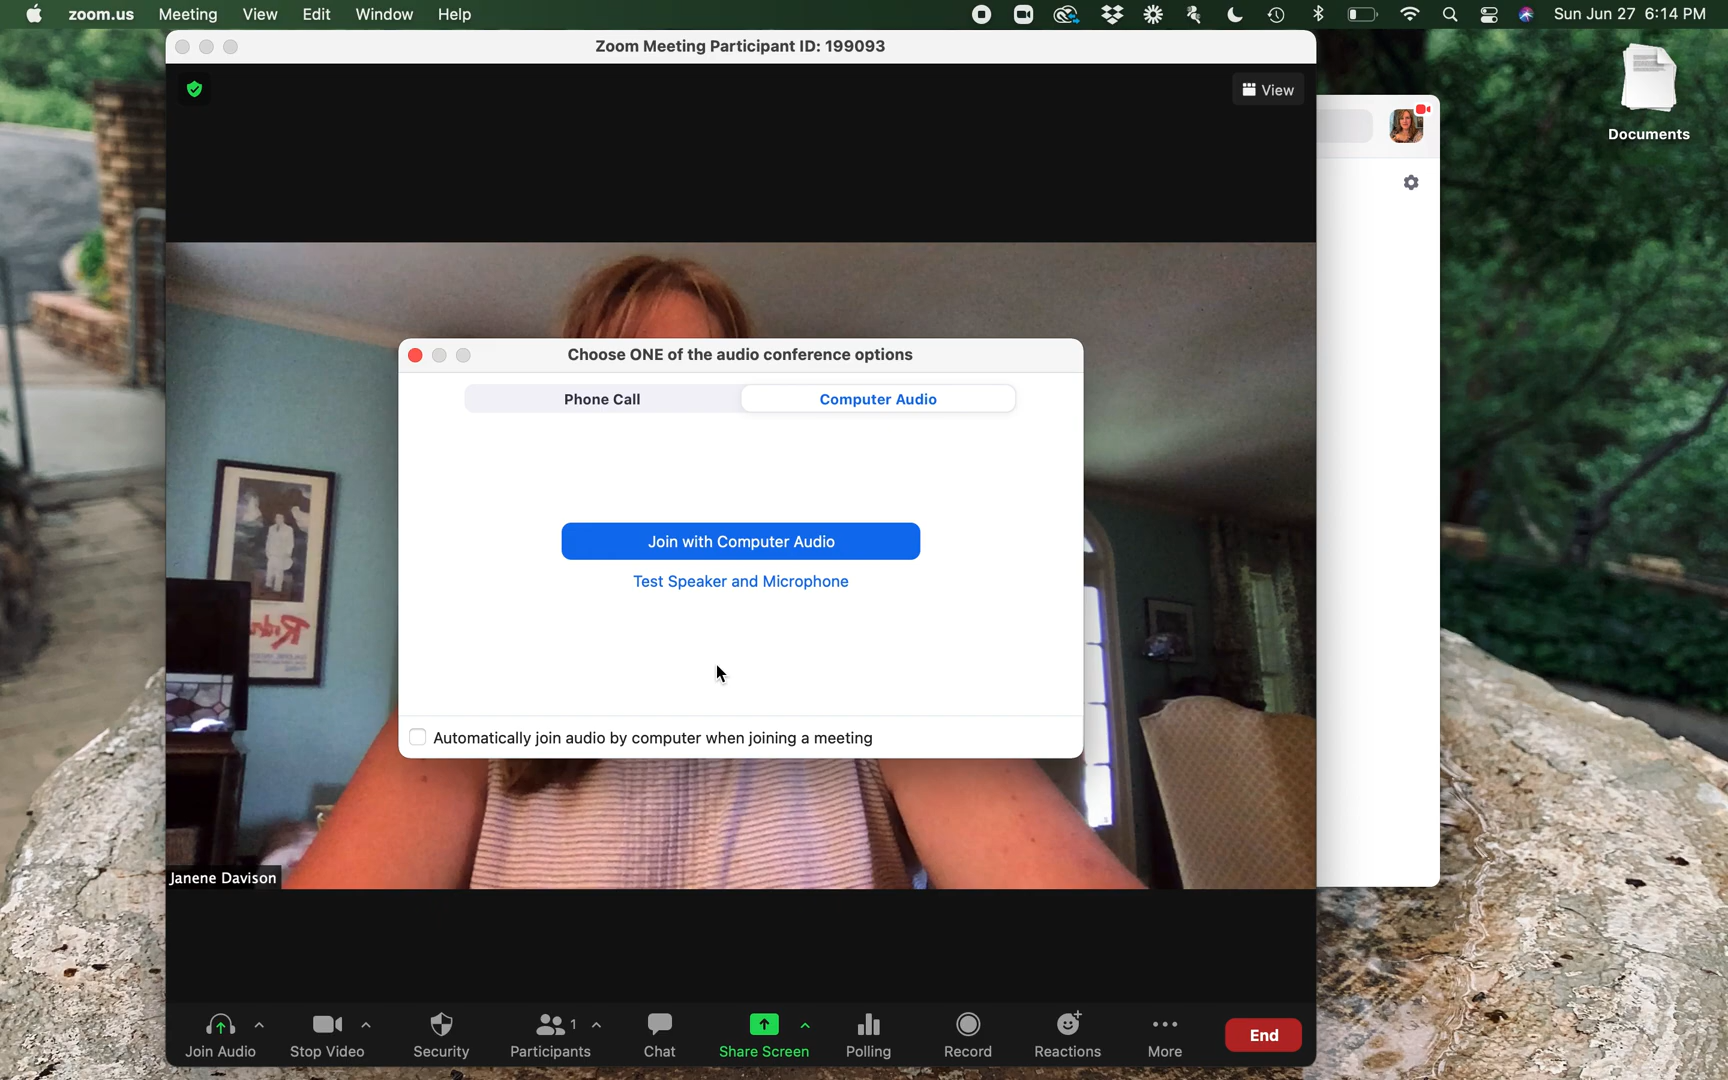 zoom.us Meeting View Edit Window Help Sun Jun 27 6:14 PM
Zoom Meeting Participant ID: 199093
View
Documents
Choose ONE of the audio conference options
Phone Call Computer Audio
Join with Computer Audio
Test Speaker and Microphone
Automatically join audio by computer when joining a meeting
Janene Davison
1
Join Audio Stop Video Security Participants Chat Share Screen Polling Record Reactions More End